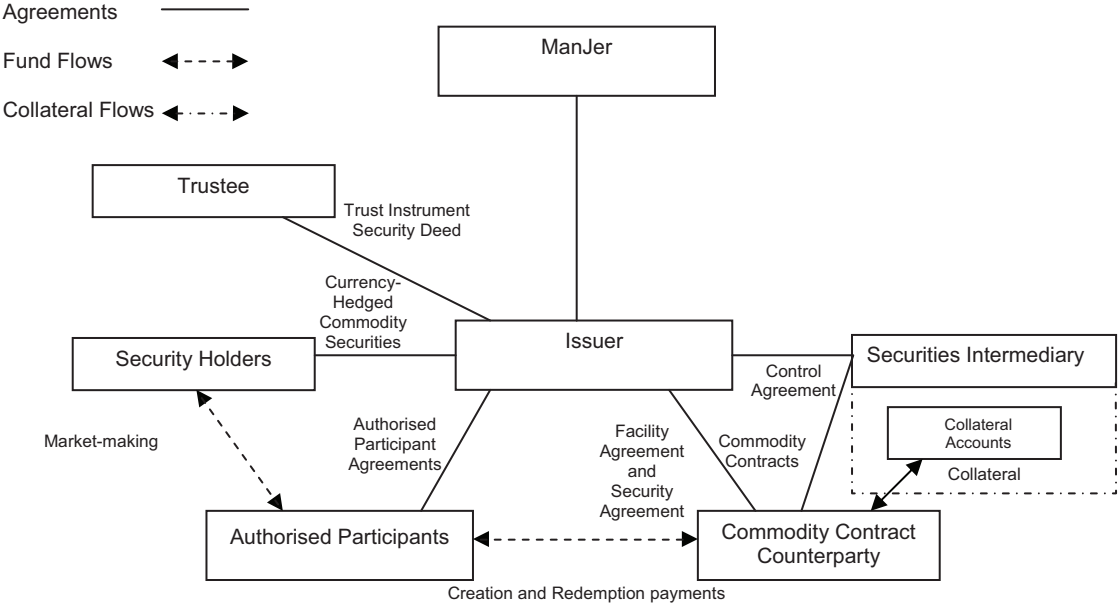 Agreements
Fund Flows
Collateral Flows
ManJer
Trustee
Trust Instrument
Security Deed
Currency-
Hedged
Commodity
Securities
Security Holders
Issuer
Securities Intermediary
Control
Agreement
Collateral
Accounts
Collateral
Market-making
Authorised
Participant
Agreements
Facility
Agreement
and
Security
Agreement
Commodity
Contracts
Authorised Participants
Commodity Contract
Counterparty
Creation and Redemption payments